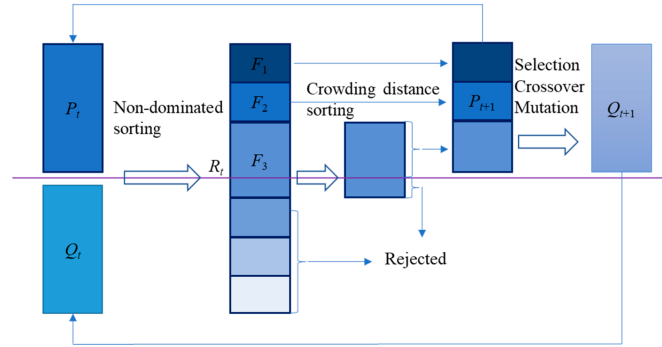 P_t
Non-dominated
sorting
R_t
F_1
F_2
F_3
Crowding distance
sorting
P_{t+1}
Selection
Crossover
Mutation
Q_{t+1}
Q_t
Rejected